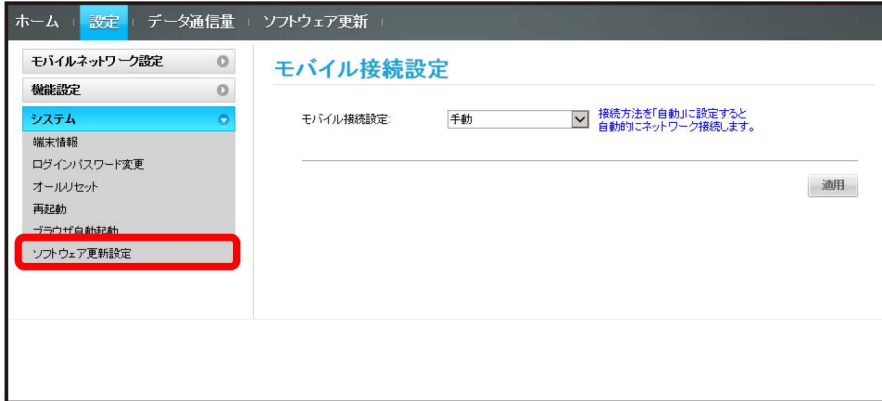 ホーム 設定 データ通信量 ソフトウェア更新
モバイルネットワーク設定
機能設定
システム
端末情報
ログインパスワード変更
オールリセット
再起動
ブラウザ自動起動
ソフトウェア更新設定
モバイル接続設定
モバイル接続設定:
手動
接続方法を「自動」に設定すると
自動的にネットワーク接続します。
適用